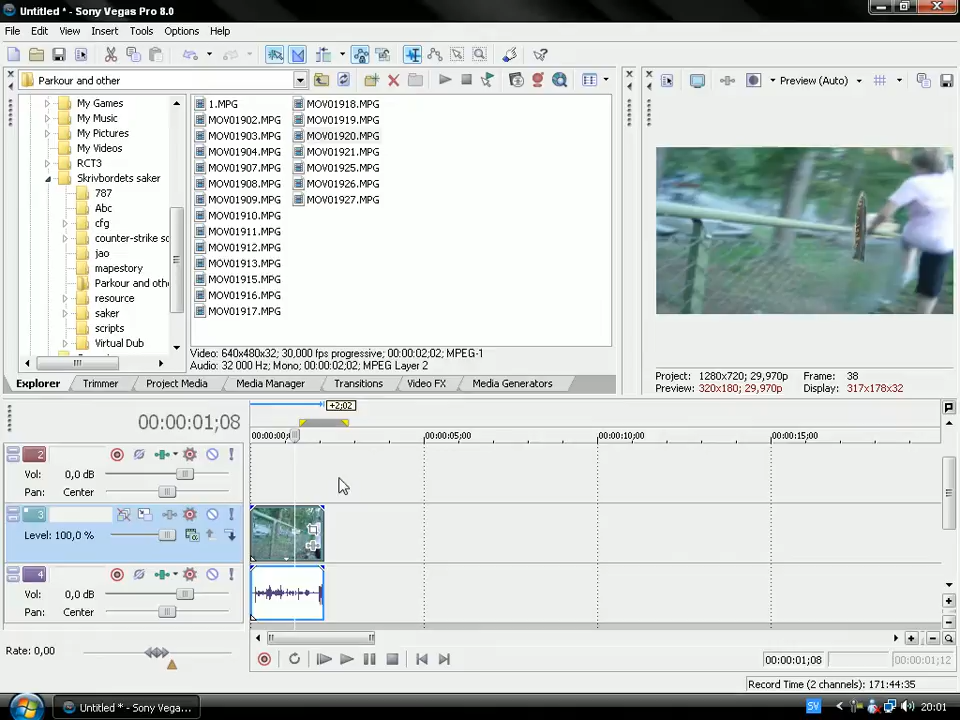 Untitled * - Sony Vegas Pro 8.0
File Edit View Insert Tools Options Help
Parkour and other
Preview (Auto)
My Games
My Music
My Pictures
My Videos
RCT3
Skrivbordets saker
787
Abc
cfg
counter-strike sc
jao
mapestory
Parkour and othe
resource
saker
scripts
Virtual Dub
1.MPG
MOV01902.MPG
MOV01903.MPG
MOV01904.MPG
MOV01907.MPG
MOV01908.MPG
MOV01909.MPG
MOV01910.MPG
MOV01911.MPG
MOV01912.MPG
MOV01913.MPG
MOV01915.MPG
MOV01916.MPG
MOV01917.MPG
MOV01918.MPG
MOV01919.MPG
MOV01920.MPG
MOV01921.MPG
MOV01925.MPG
MOV01926.MPG
MOV01927.MPG
Video: 640x480x32; 30,000 fps progressive; 00:00:02;02; MPEG-1
Audio: 32 000 Hz; Mono; 00:00:02;02; MPEG Layer 2
Explorer Trimmer Project Media Media Manager Transitions Video FX Media Generators
Project: 1280x720; 29,970p Frame: 38
Preview: 320x180; 29,970p Display: 317x178x32
00:00:01;08
+2;02
00:00:00;0 00:00:05;00 00:00:10;00 00:00:15;00
2
Vol: 0,0 dB
Pan: Center
3
Level: 100,0 %
4
Vol: 0,0 dB
Pan: Center
Rate: 0,00
00:00:01;08 00:00:01;12
Record Time (2 channels): 171:44:35
Untitled * - Sony Vega...
SV
20:01